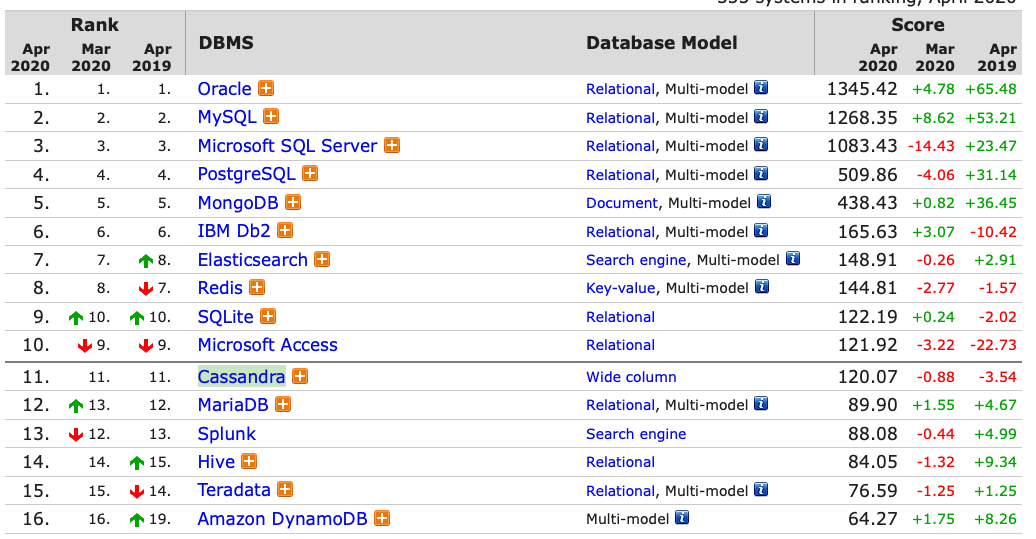 systems in ranking, April 2020
Rank DBMS Database Model Score
Apr 2020 Mar 2020 Apr 2019 Apr 2020 Mar 2020 Apr 2019
1. 1. 1. Oracle Relational, Multi-model 1345.42 +4.78 +65.48
2. 2. 2. MySQL Relational, Multi-model 1268.35 +8.62 +53.21
3. 3. 3. Microsoft SQL Server Relational, Multi-model 1083.43 -14.43 +23.47
4. 4. 4. PostgreSQL Relational, Multi-model 509.86 -4.06 +31.14
5. 5. 5. MongoDB Document, Multi-model 438.43 +0.82 +36.45
6. 6. 6. IBM Db2 Relational, Multi-model 165.63 +3.07 -10.42
7. 7. 8. Elasticsearch Search engine, Multi-model 148.91 -0.26 +2.91
8. 8. 7. Redis Key-value, Multi-model 144.81 -2.77 -1.57
9. 10. 10. SQLite Relational 122.19 +0.24 -2.02
10. 9. 9. Microsoft Access Relational 121.92 -3.22 -22.73
11. 11. 11. Cassandra Wide column 120.07 -0.88 -3.54
12. 13. 12. MariaDB Relational, Multi-model 89.90 +1.55 +4.67
13. 12. 13. Splunk Search engine 88.08 -0.44 +4.99
14. 14. 15. Hive Relational 84.05 -1.32 +9.34
15. 15. 14. Teradata Relational, Multi-model 76.59 -1.25 +1.25
16. 16. 19. Amazon DynamoDB Multi-model 64.27 +1.75 +8.26